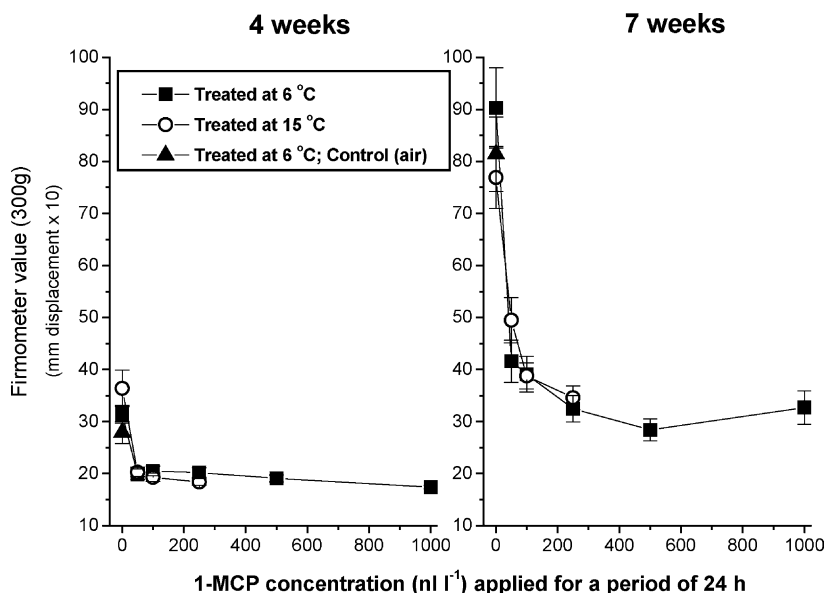 4 weeks
7 weeks
Treated at 6 °C
Treated at 15 °C
Treated at 6 °C; Control (air)
Firmometer value (300g)
(mm displacement x 10)
100
90
80
70
60
50
40
30
20
10
0 200 400 600 800 1000
100
90
80
70
60
50
40
30
20
10
0 200 400 600 800 1000
1-MCP concentration (nl l⁻¹) applied for a period of 24 h